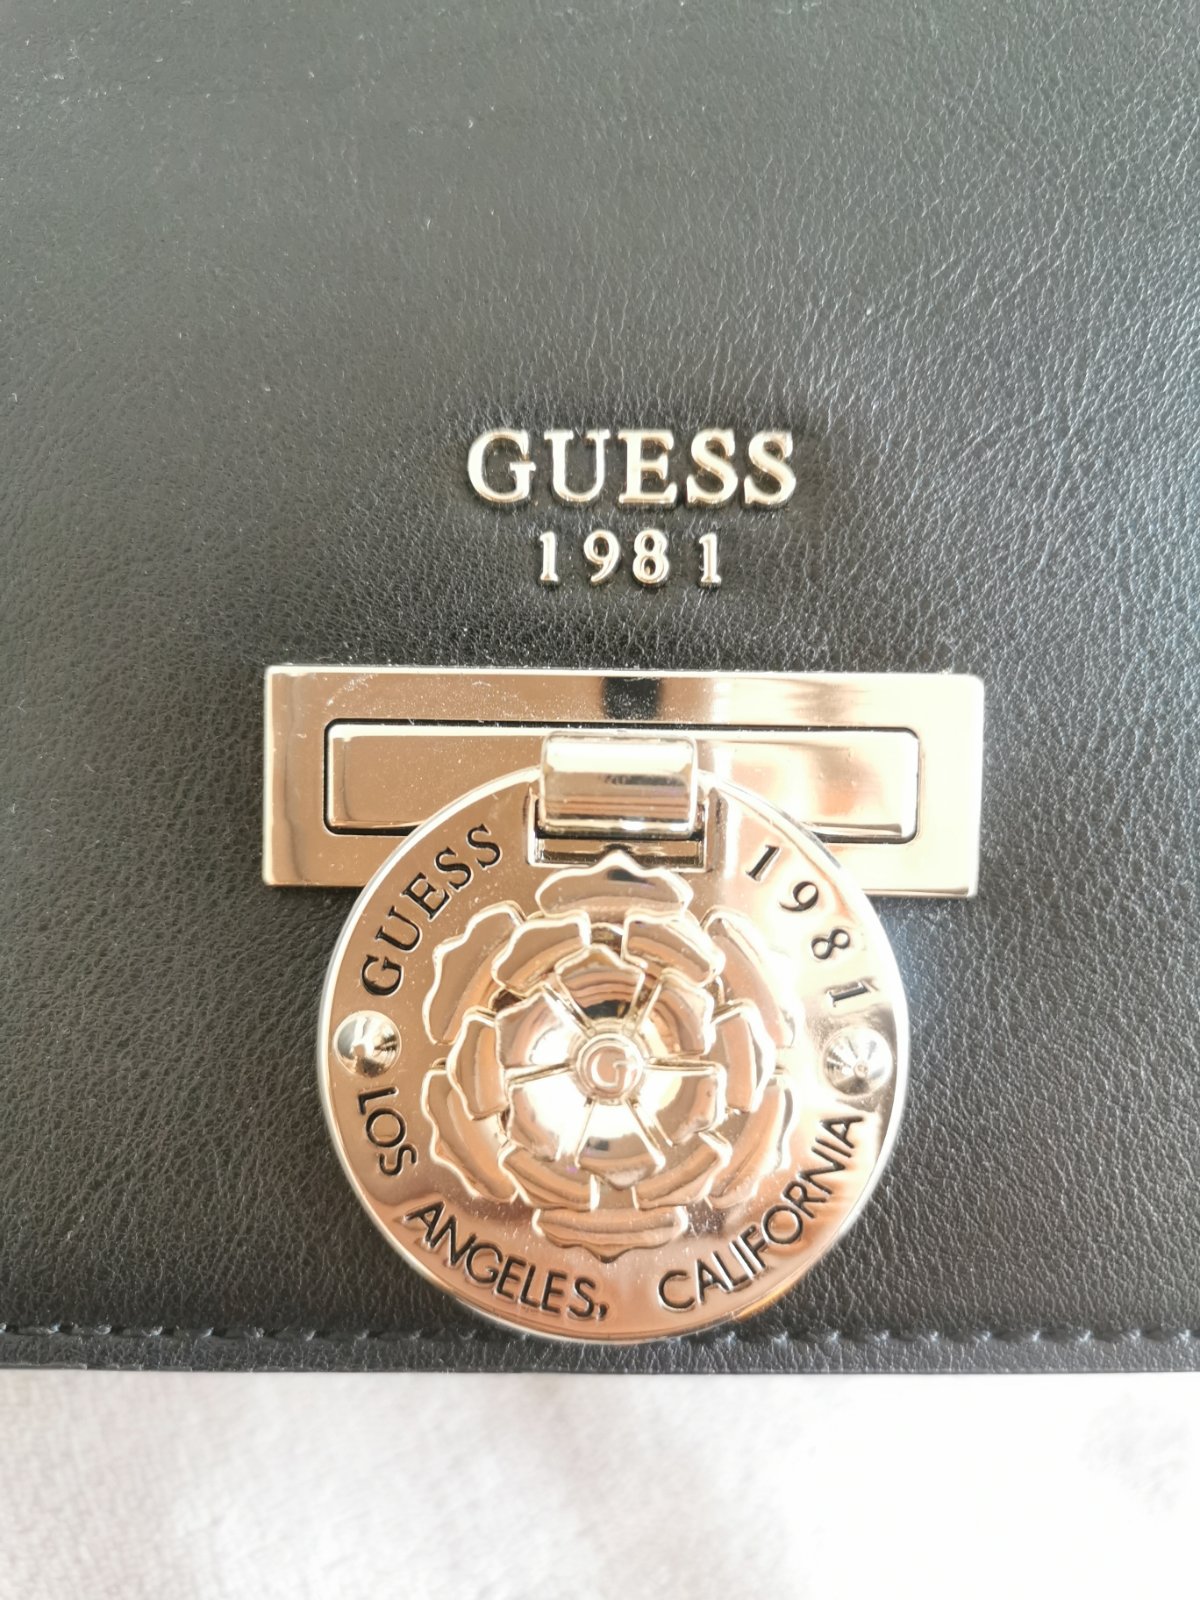 GUESS
1981
GUESS 1981
G
LOS ANGELES, CALIFORNIA